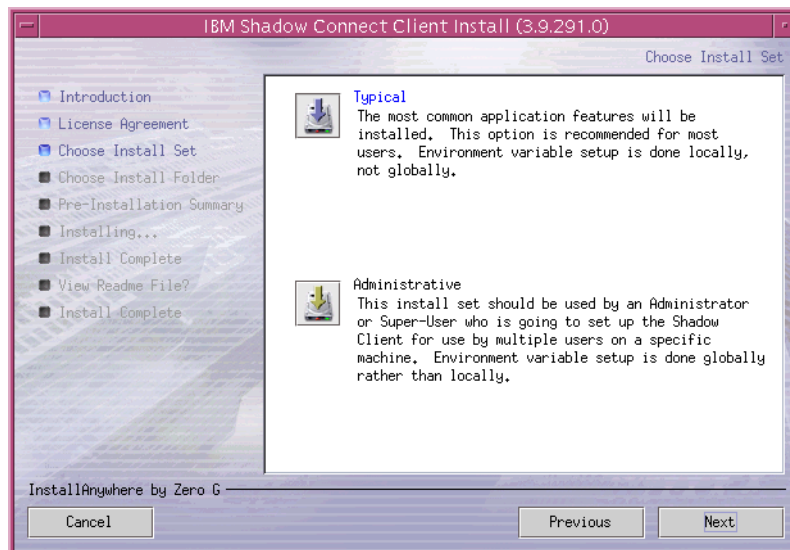 IBM Shadow Connect Client Install (3.9.291.0)
Choose Install Set
Introduction
License Agreement
Choose Install Set
Choose Install Folder
Pre-Installation Summary
Installing...
Install Complete
View Readme File?
Install Complete
Typical
The most common application features will be
installed. This option is recommended for most
users. Environment variable setup is done locally,
not globally.
Administrative
This install set should be used by an Administrator
or Super-User who is going to set up the Shadow
Client for use by multiple users on a specific
machine. Environment variable setup is done globally
rather than locally.
InstallAnywhere by Zero G
Cancel
Previous
Next